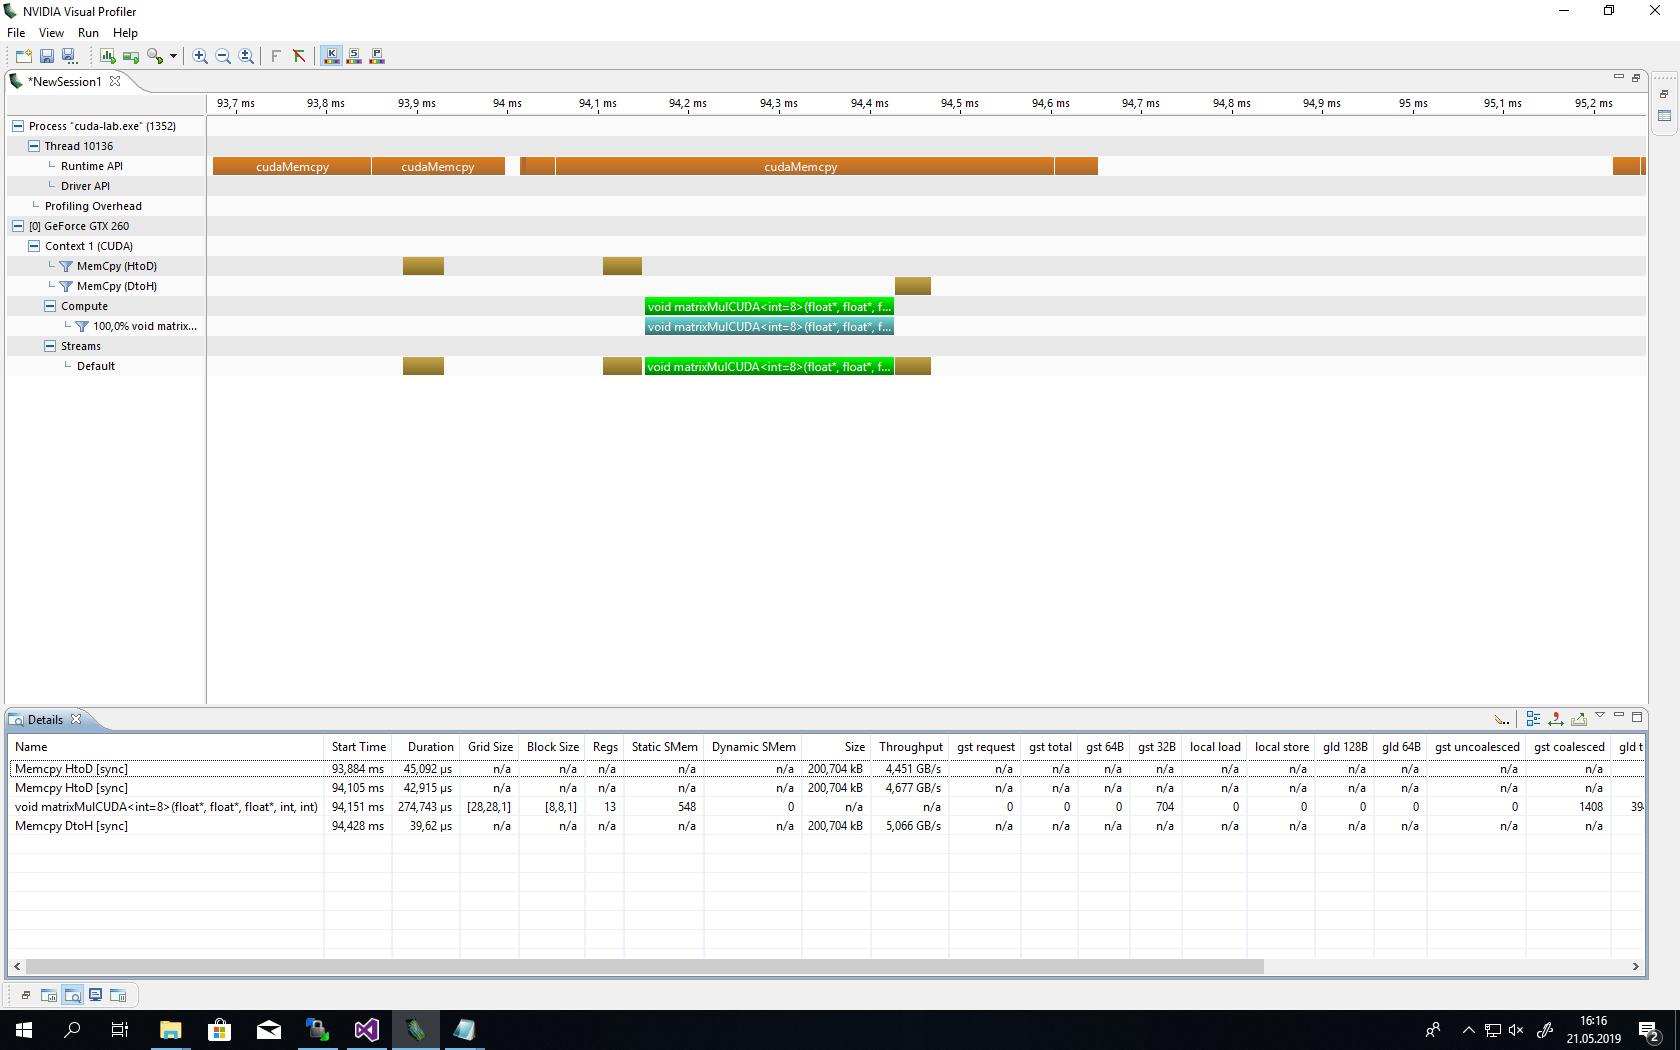 NVIDIA Visual Profiler
File View Run Help
*NewSession1
93,7 ms 93,8 ms 93,9 ms 94 ms 94,1 ms 94,2 ms 94,3 ms 94,4 ms 94,6 ms 94,7 ms 94,8 ms 94,9 ms 95 ms 95,1 ms 95,2 ms
Process "cuda-lab.exe" (1352)
Thread 10136
Runtime API cudaMemcpy cudaMemcpy cudaMemcpy
Driver API
Profiling Overhead
[0] GeForce GTX 260
Context 1 (CUDA)
MemCpy (HtoD)
MemCpy (DtoH)
Compute void matrixMulCUDA<int=8>(float*, float*, f...
100,0% void matrix... void matrixMulCUDA<int=8>(float*, float*, f...
Streams
Default void matrixMulCUDA<int=8>(float*, float*, f...
Details
Name Start Time Duration Grid Size Block Size Regs Static SMem Dynamic SMem Size Throughput gst request gst total gst 64B gst 32B local load local store gld 128B gld 64B gst uncoalesced gst coalesced gld t
Memcpy HtoD [sync] 93,884 ms 45,092 µs n/a n/a n/a n/a n/a 200,704 kB 4,451 GB/s n/a n/a n/a n/a n/a n/a n/a n/a n/a n/a
Memcpy HtoD [sync] 94,105 ms 42,915 µs n/a n/a n/a n/a n/a 200,704 kB 4,677 GB/s n/a n/a n/a n/a n/a n/a n/a n/a n/a n/a
void matrixMulCUDA<int=8>(float*, float*, float*, int, int) 94,151 ms 274,743 µs [28,28,1] [8,8,1] 13 548 0 n/a n/a 0 0 0 704 0 0 0 0 0 1408 39
Memcpy DtoH [sync] 94,428 ms 39,62 µs n/a n/a n/a n/a n/a 200,704 kB 5,066 GB/s n/a n/a n/a n/a n/a n/a n/a n/a n/a n/a
16:16
21.05.2019
2